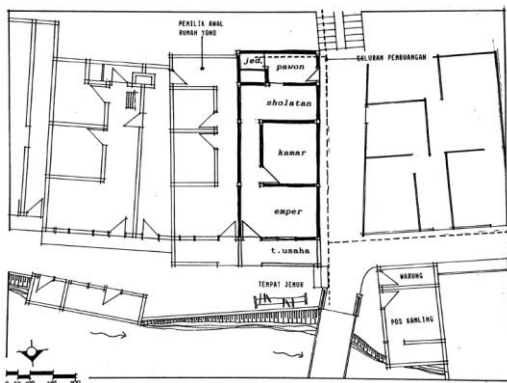 PEMILIK AWAL
RUMAH YONO
jed.
pawon
SALURAN PEMBUANGAN
sholatan
kamar
emper
t.usaha
TEMPAT JEMUR
WARUNG
POS KAMLING